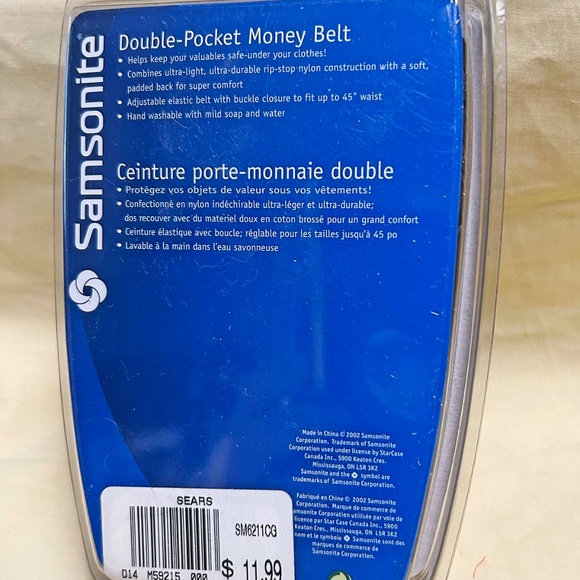 Samsonite®
Double-Pocket Money Belt
• Helps keep your valuables safe-under your clothes!
• Combines ultra-light, ultra-durable rip-stop nylon construction with a soft,
padded back for super comfort
• Adjustable elastic belt with buckle closure to fit up to 45" waist
• Hand washable with mild soap and water
Ceinture porte-monnaie double
• Protégez vos objets de valeur sous vos vêtements!
• Confectionné en nylon indéchirable ultra-léger et ultra-durable;
dos recouver avec du materiel doux en coton brossé pour un grand confort
• Ceinture élastique avec boucle; réglable pour les tailles jusqu'à 45 po
• Lavable à la main dans l'eau savonneuse
Made in China © 2002 Samsonite
Corporation. Trademark of Samsonite
Corporation used under license by StarCase
Canada Inc., 5900 Keaton Cres.
Mississauga, ON L5R 3K2
Samsonite and the symbol are
trademarks of Samsonite Corporation.
Fabriqué en Chine © 2002 Samsonite
Corporation. Marque de commerce de
Samsonite Corporation utilisée par voie de
licence par Star Case Canada Inc., 5900
Keaton Cres., Mississauga, ON L5R 3K2
nom et le symbole Samsonite sont des
marques de commerce de
Samsonite Corporation.
SEARS
SM6211CG
014 M59215 000 $ 11.99